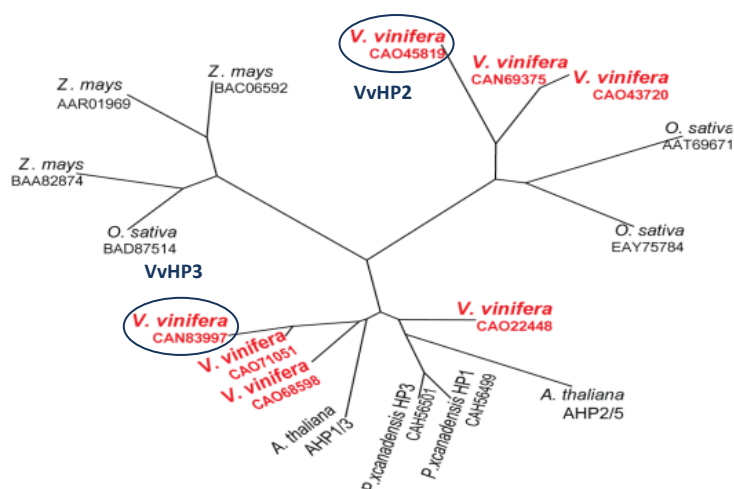 V. vinifera
CAO45819
VvHP2
V. vinifera
CAN69375
V. vinifera
CAO43720
Z. mays
BAC06592
Z. mays
AAR01969
O. sativa
AAT69671
Z. mays
BAA82874
O. sativa
BAD87514
O. sativa
EAY75784
VvHP3
V. vinifera
CAN83997
V. vinifera
CAO71051
V. vinifera
CAO68598
V. vinifera
CAO22448
A. thaliana
AHP1/3
P.xcanadensis HP3
CAH56501
P.xcanadensis HP1
CAH56499
A. thaliana
AHP2/5